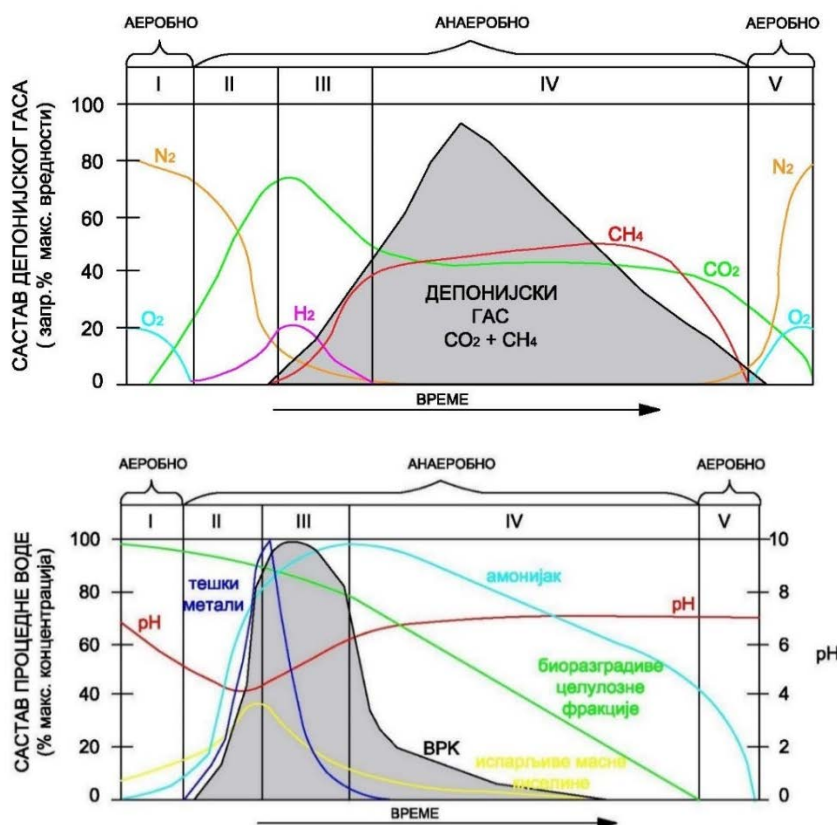 АЕРОБНО
АНАЕРОБНО
АЕРОБНО
I
II
III
IV
V
САСТАВ ДЕПОНИЈСКОГ ГАСА
( запр.% макс. вредности)
100
80
60
40
20
0
N₂
O₂
H₂
CH₄
CO₂
N₂
O₂
ДЕПОНИЈСКИ
ГАС
CO₂ + CH₄
ВРЕМЕ
АЕРОБНО
АНАЕРОБНО
АЕРОБНО
I
II
III
IV
V
САСТАВ ПРОЦЕДНЕ ВОДЕ
(% макс. концентрација)
100
80
60
40
20
0
10
8
6
4
2
0
pH
тешки
метали
амонијак
pH
pH
биоразградиве
целулозне
фракције
BPK
испарљиве масне
киселине
ВРЕМЕ